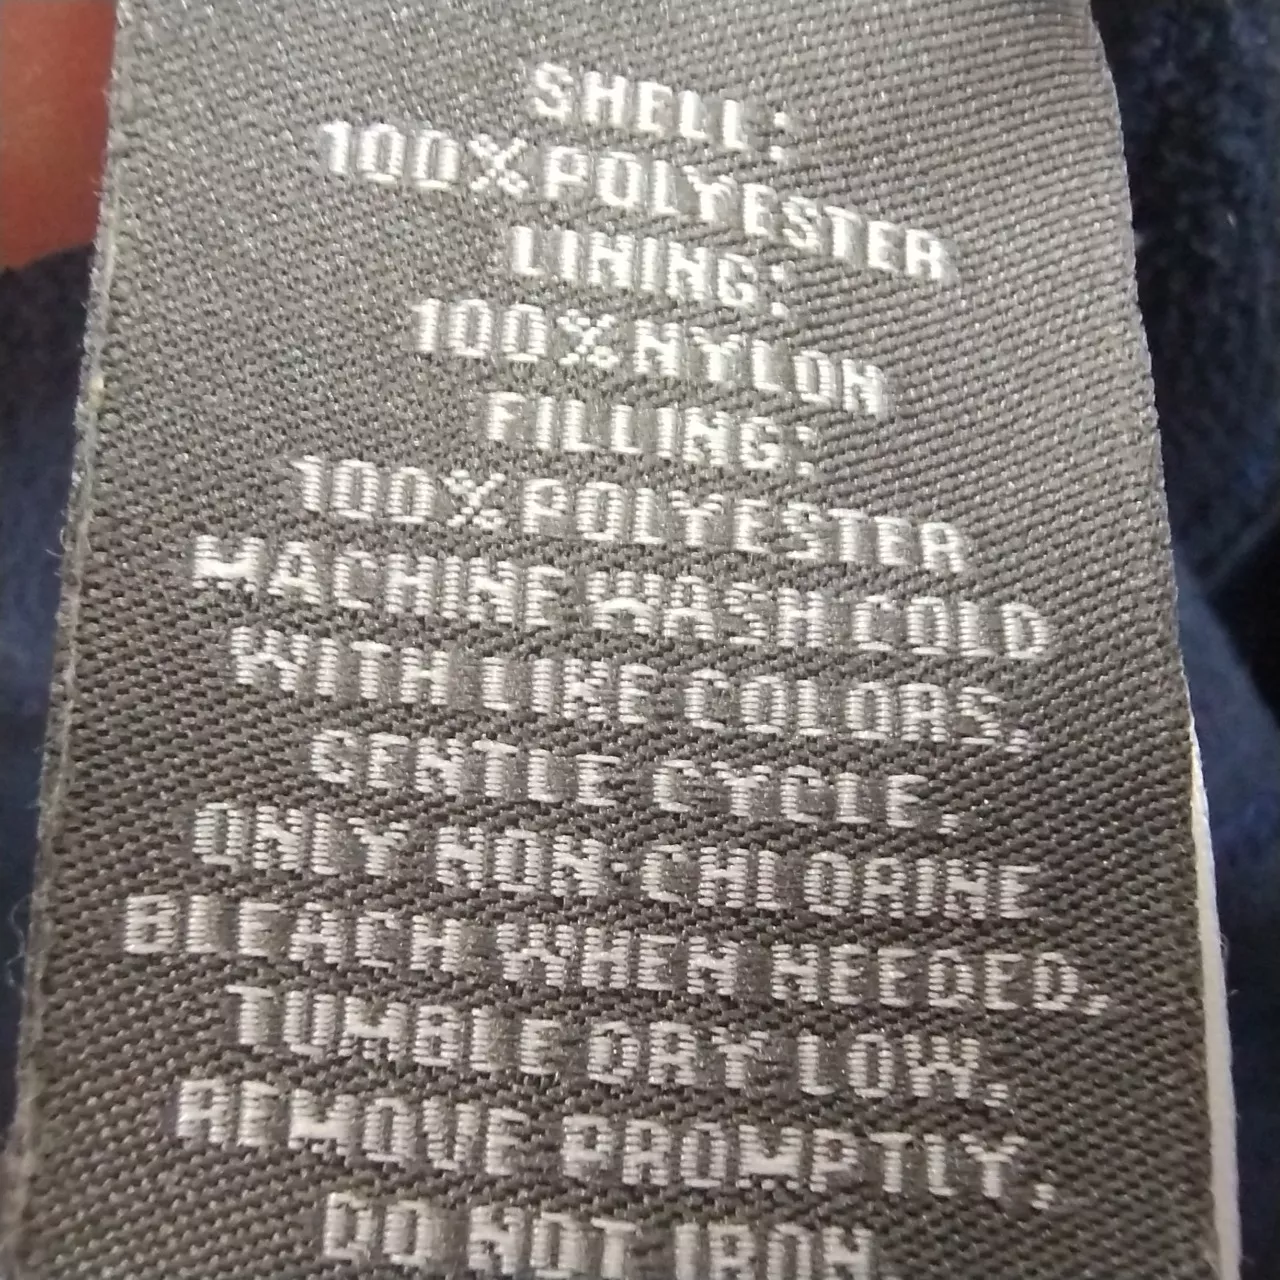 SHELL:
100%POLYESTER
LINING:
100%NYLON
FILLING:
100%POLYESTER
MACHINE WASH COLD
WITH LIKE COLORS,
GENTLE CYCLE,
ONLY NON-CHLORINE
BLEACH WHEN NEEDED,
TUMBLE DRY LOW,
REMOVE PROMPTLY,
DO NOT IRON,